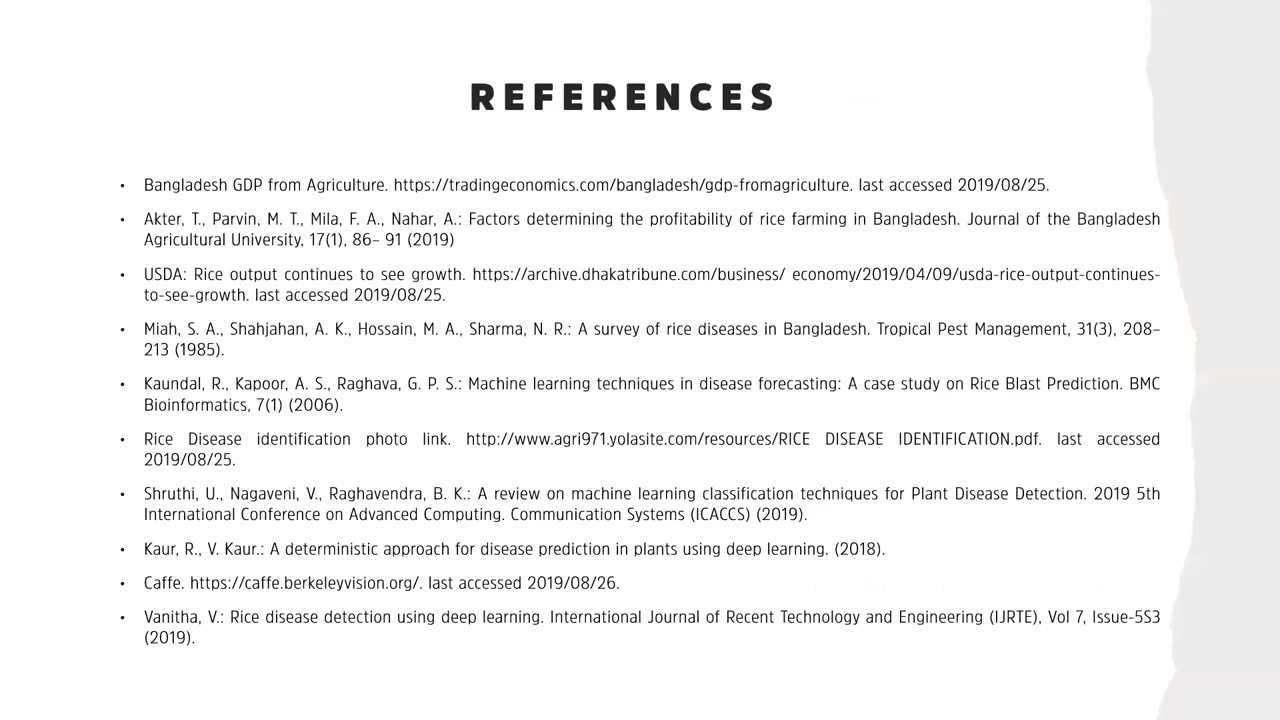 REFERENCES
• Bangladesh GDP from Agriculture. https://tradingeconomics.com/bangladesh/gdp-fromagriculture. last accessed 2019/08/25.
• Akter, T., Parvin, M. T., Mila, F. A., Nahar, A.: Factors determining the profitability of rice farming in Bangladesh. Journal of the Bangladesh
Agricultural University, 17(1), 86– 91 (2019)
• USDA: Rice output continues to see growth. https://archive.dhakatribune.com/business/ economy/2019/04/09/usda-rice-output-continues-
to-see-growth. last accessed 2019/08/25.
• Miah, S. A., Shahjahan, A. K., Hossain, M. A., Sharma, N. R.: A survey of rice diseases in Bangladesh. Tropical Pest Management, 31(3), 208–
213 (1985).
• Kaundal, R., Kapoor, A. S., Raghava, G. P. S.: Machine learning techniques in disease forecasting: A case study on Rice Blast Prediction. BMC
Bioinformatics, 7(1) (2006).
• Rice Disease identification photo link. http://www.agri971.yolasite.com/resources/RICE DISEASE IDENTIFICATION.pdf. last accessed
2019/08/25.
• Shruthi, U., Nagaveni, V., Raghavendra, B. K.: A review on machine learning classification techniques for Plant Disease Detection. 2019 5th
International Conference on Advanced Computing. Communication Systems (ICACCS) (2019).
• Kaur, R., V. Kaur.: A deterministic approach for disease prediction in plants using deep learning. (2018).
• Caffe. https://caffe.berkeleyvision.org/. last accessed 2019/08/26.
• Vanitha, V.: Rice disease detection using deep learning. International Journal of Recent Technology and Engineering (IJRTE), Vol 7, Issue-5S3
(2019).